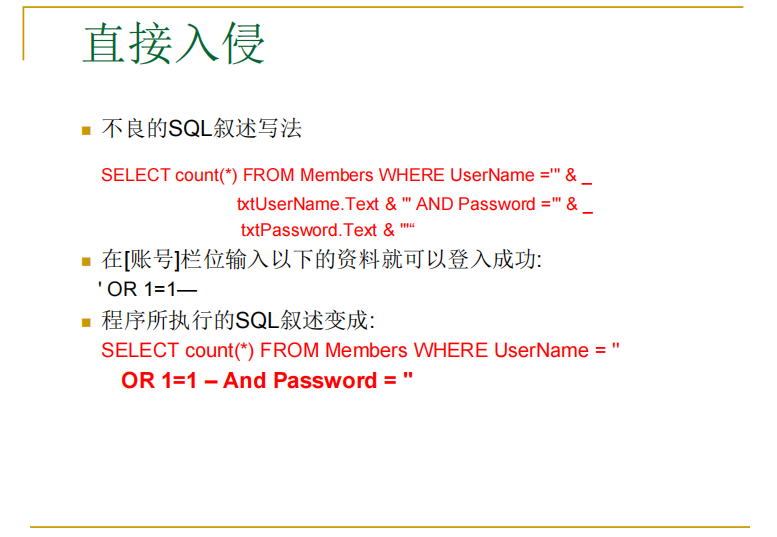 直接入侵
不良的SQL叙述写法
SELECT count(*) FROM Members WHERE UserName ='" & _
txtUserName.Text & "' AND Password ='" & _
txtPassword.Text & "'“
在[账号]栏位输入以下的资料就可以登入成功:
' OR 1=1—
程序所执行的SQL叙述变成:
SELECT count(*) FROM Members WHERE UserName = ''
OR 1=1 – And Password = ''